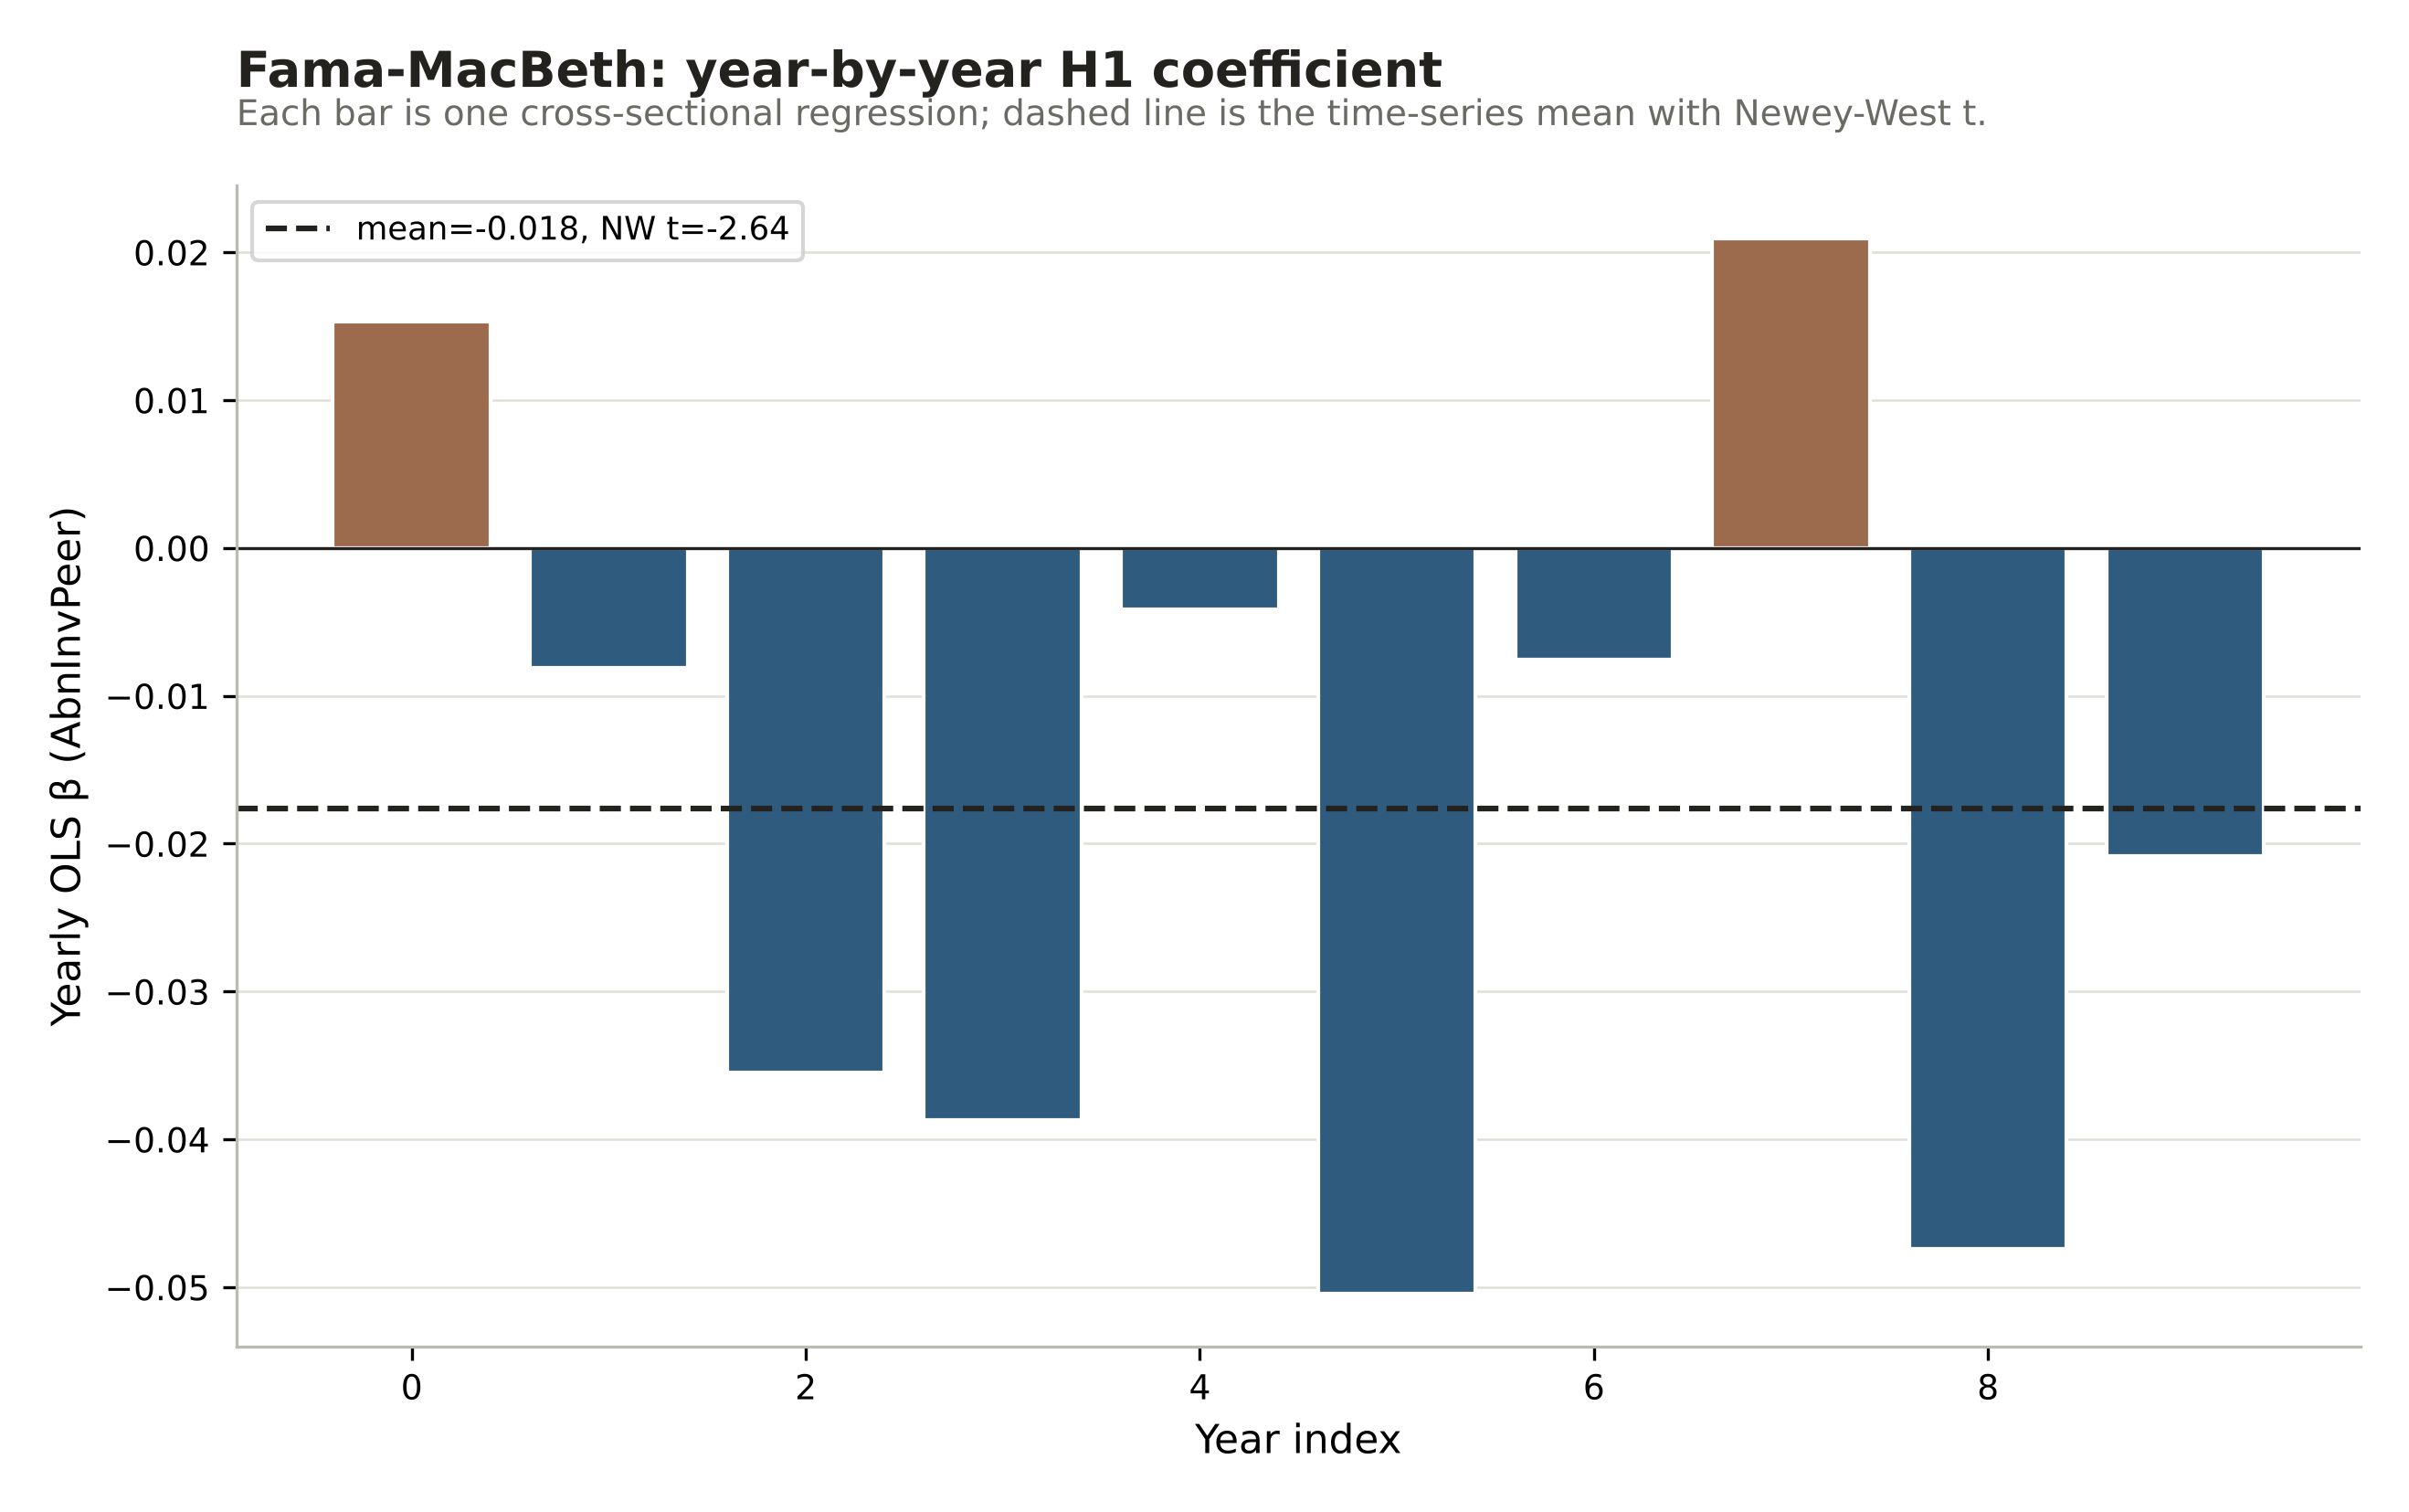 Fama-MacBeth: year-by-year H1 coefficient
Each bar is one cross-sectional regression; dashed line is the time-series mean with Newey-West t.
mean=-0.018, NW t=-2.64
0.02
0.01
0.00
−0.01
−0.02
−0.03
−0.04
−0.05
Yearly OLS β (AbnInvPeer)
0 2 4 6 8
Year index